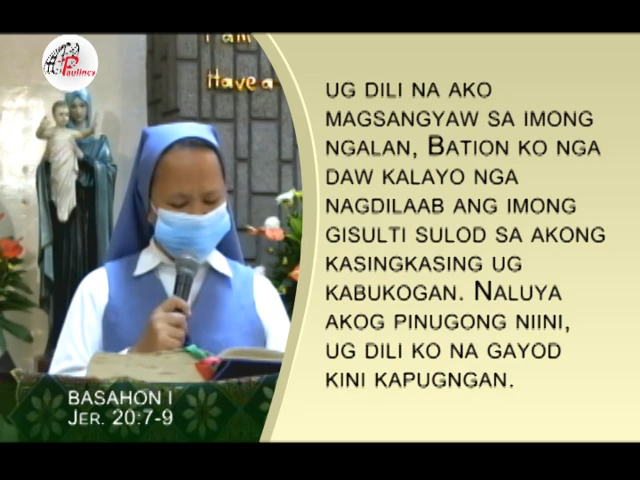 Paulines
I am
Have a
UG DILI NA AKO
MAGSANGYAW SA IMONG
NGALAN, BATION KO NGA
DAW KALAYO NGA
NAGDILAAB ANG IMONG
GISULTI SULOD SA AKONG
KASINGKASING UG
KABUKOGAN. NALUYA
AKOG PINUGONG NIINI,
UG DILI KO NA GAYOD
KINI KAPUGNGAN.
BASAHON I
JER. 20:7-9